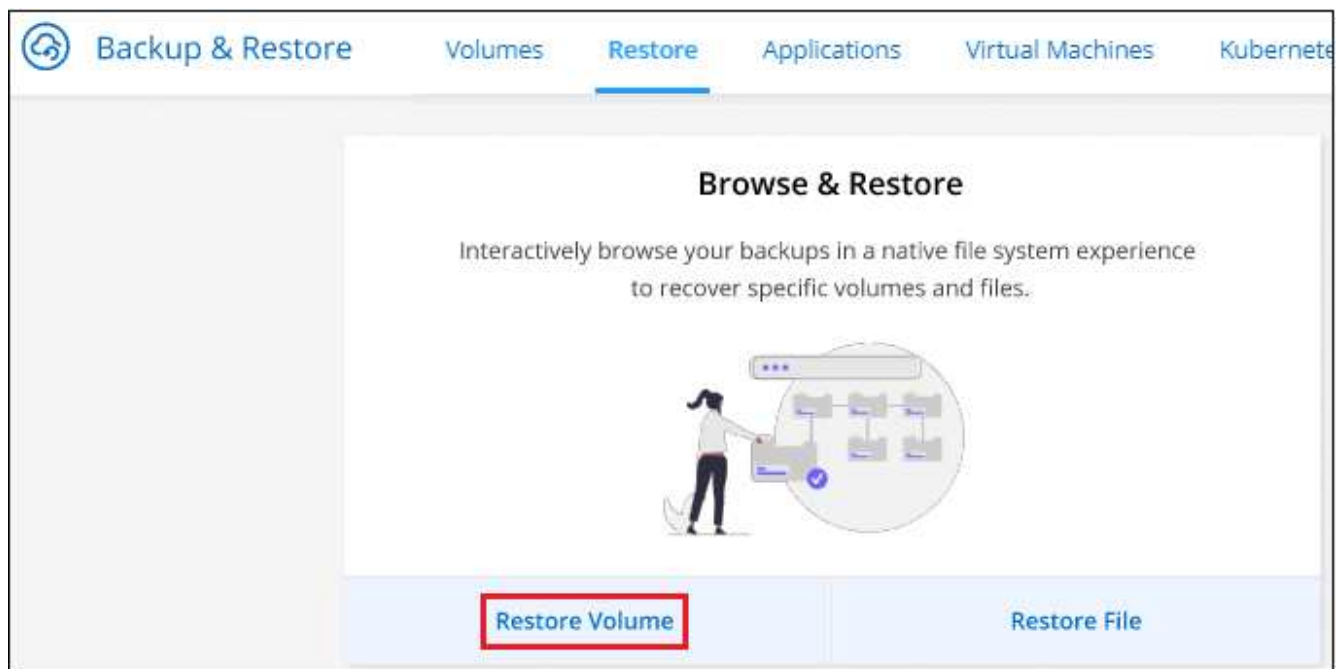 Backup & Restore Volumes Restore Applications Virtual Machines Kubernete
Browse & Restore
Interactively browse your backups in a native file system experience
to recover specific volumes and files.
Restore Volume Restore File